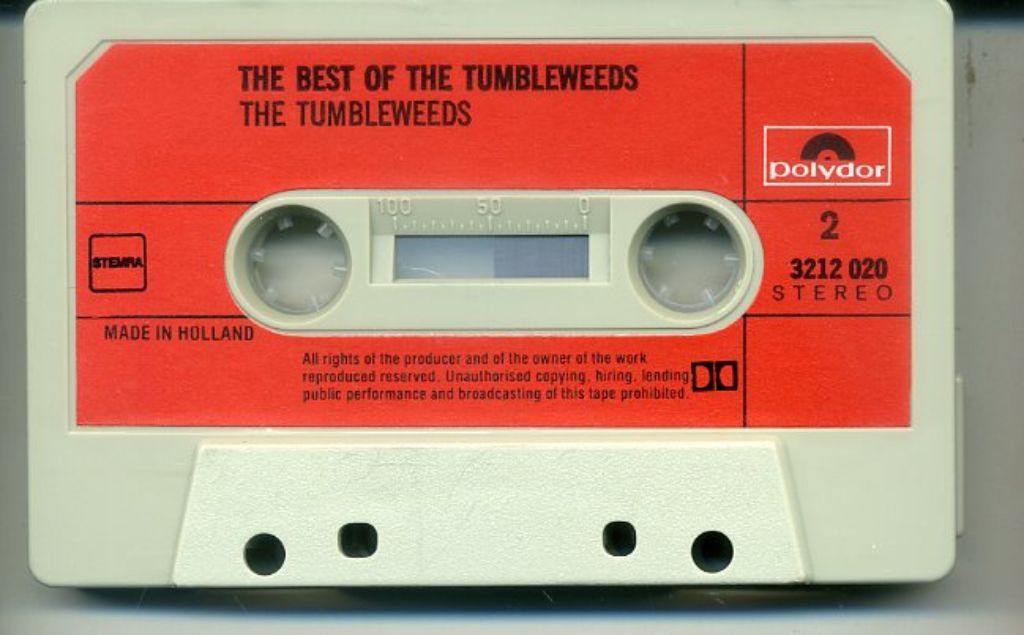 THE BEST OF THE TUMBLEWEEDS
THE TUMBLEWEEDS
polydor
100 50 0
2
STEMRA
3212 020
STEREO
MADE IN HOLLAND
All rights of the producer and of the owner of the work
reproduced reserved. Unauthorised copying, hiring, lending
public performance and broadcasting of this tape prohibited.